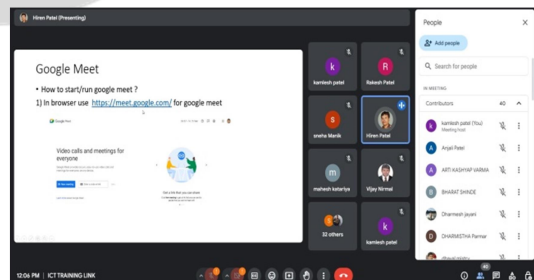 Hiren Patel (Presenting)
Google Meet
• How to start/run google meet ?
1) In browser use https://meet.google.com/ for google meet
Google Meet
Video calls and meetings for
everyone
kamlesh patel
Rakesh Patel
sneha Manik
Hiren Patel
mahesh katariya
Vijay Nirmal
32 others
kamlesh patel
People
Add people
Search for people
IN MEETING
Contributors
40
kamlesh patel (You)
Meeting host
Anjali Patel
ARTI KASHYAP VARMA
BHARAT SHINDE
Dharmesh jayani
DHARMISTHA Parmar
12:06 PM | ICT TRAINING LINK
40